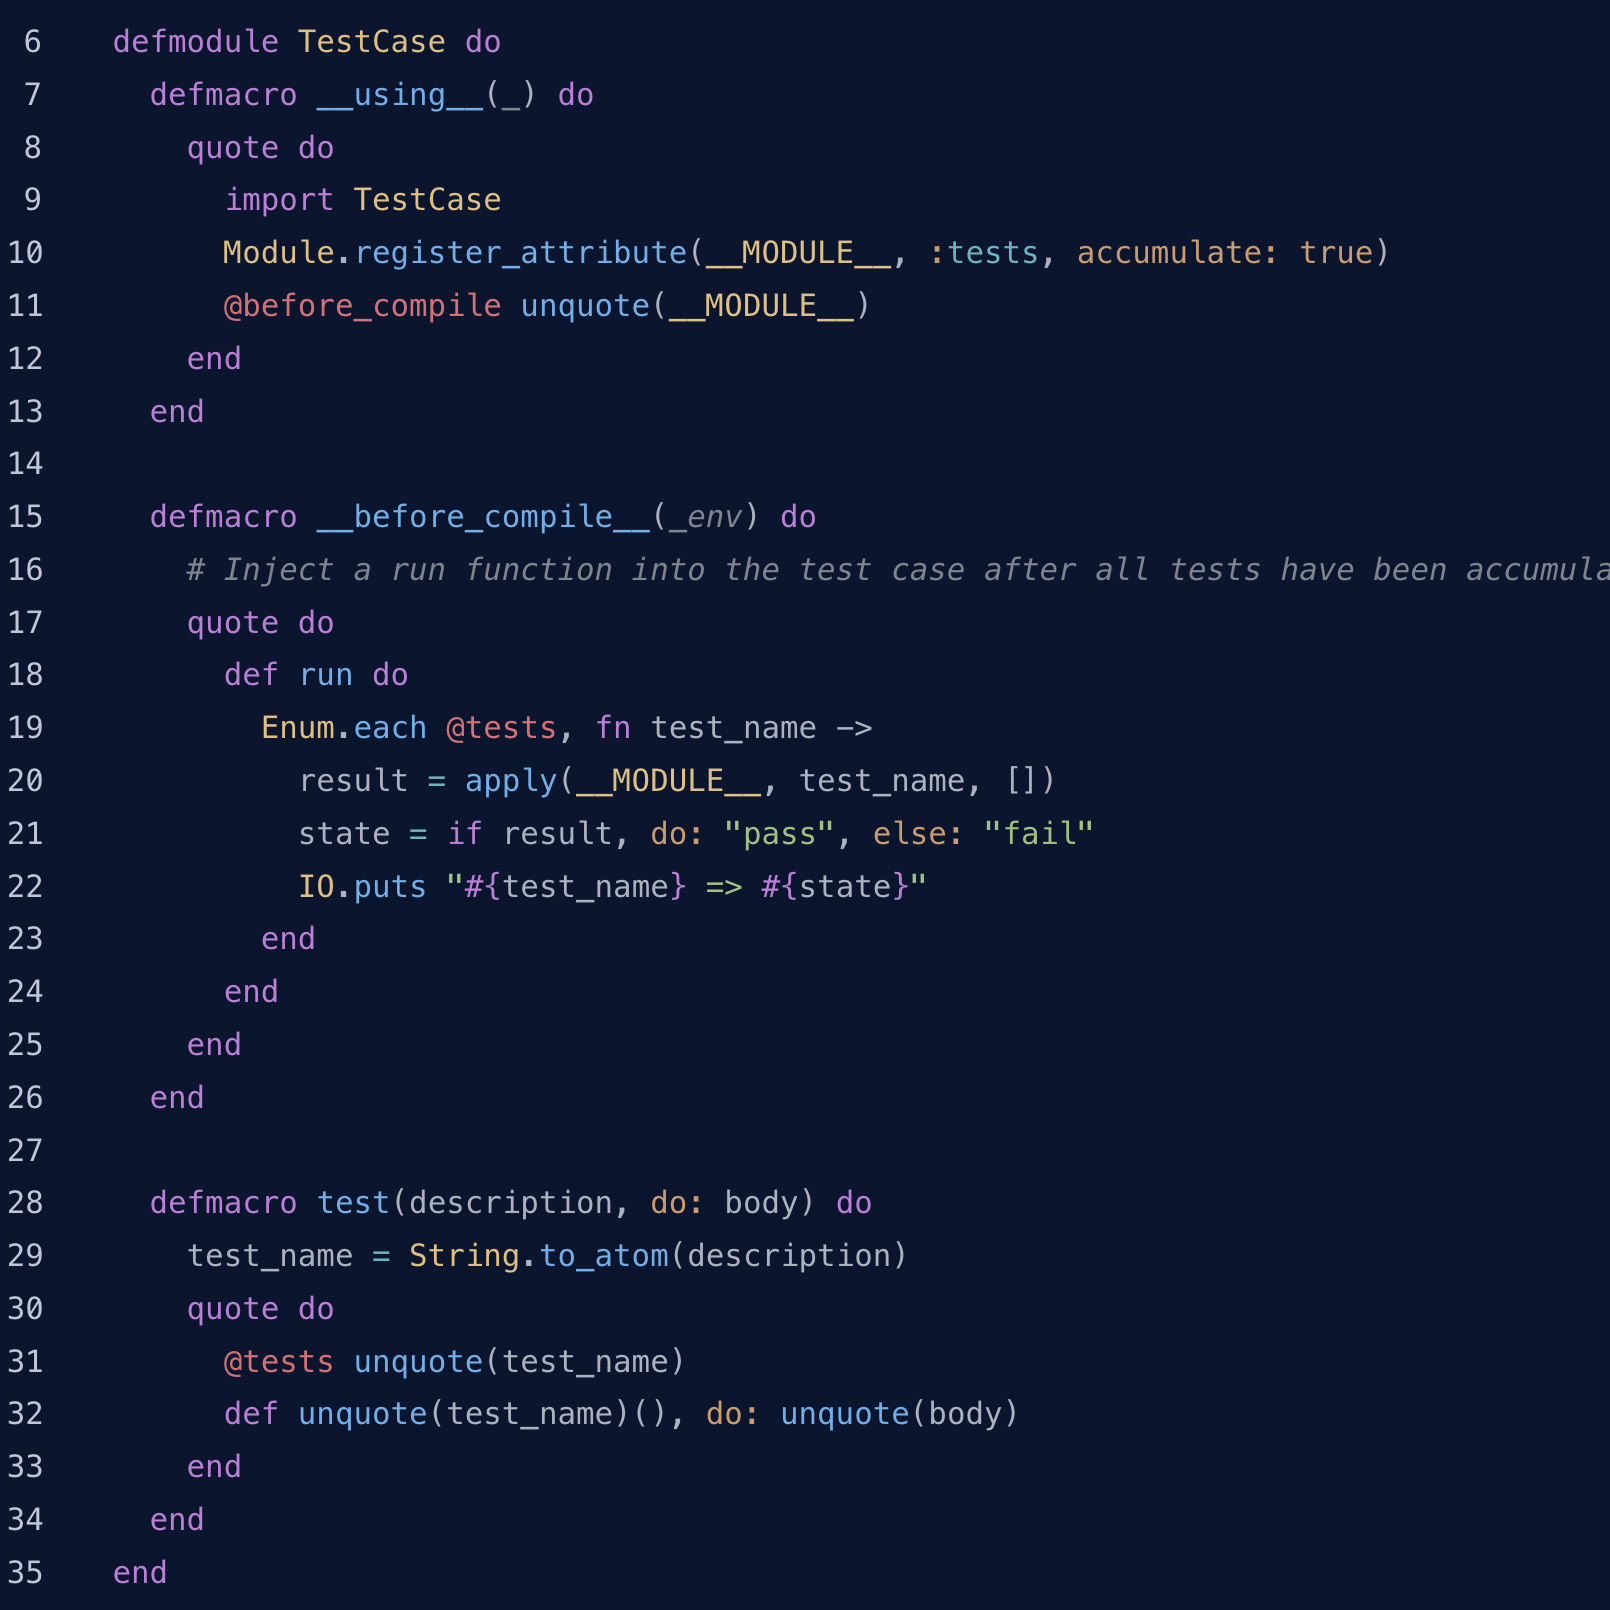 6 defmodule TestCase do
7 defmacro __using__(_) do
8 quote do
9 import TestCase
10 Module.register_attribute(__MODULE__, :tests, accumulate: true)
11 @before_compile unquote(__MODULE__)
12 end
13 end
14
15 defmacro __before_compile__(_env) do
16 # Inject a run function into the test case after all tests have been accumula
17 quote do
18 def run do
19 Enum.each @tests, fn test_name ->
20 result = apply(__MODULE__, test_name, [])
21 state = if result, do: "pass", else: "fail"
22 IO.puts "#{test_name} => #{state}"
23 end
24 end
25 end
26 end
27
28 defmacro test(description, do: body) do
29 test_name = String.to_atom(description)
30 quote do
31 @tests unquote(test_name)
32 def unquote(test_name)(), do: unquote(body)
33 end
34 end
35 end